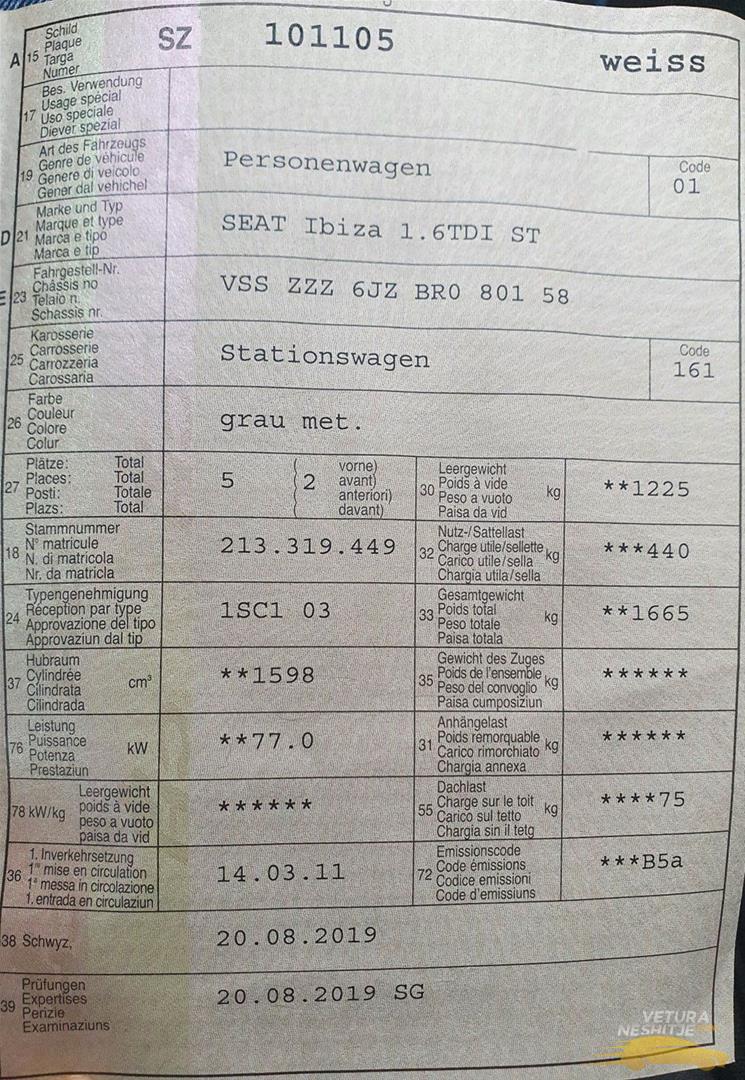 A 15 Schild SZ 101105 weiss
Plaque
Targa
Numer
17 Bes. Verwendung
Usage spécial
Uso speciale
Diever spezial
19 Art des Fahrzeugs Personenwagen Code 01
Genre de véhicule
Genere di veicolo
Gener dal vehichel
D 21 Marke und Typ SEAT Ibiza 1.6TDI ST
Marque et type
Marca e tipo
Marca e tip
E 23 Fahrgestell-Nr. VSS ZZZ 6JZ BR0 801 58
Châssis no
Telaio n.
Schassis nr.
25 Karosserie Stationswagen Code 161
Carrosserie
Carrozzeria
Carossaria
26 Farbe grau met.
Couleur
Colore
Colur
27 Plätze: Total 5 ( 2 vorne)
Places: Total avant)
Posti: Totale anteriori)
Plazs: Total davant)
30 Leergewicht kg **1225
Poids à vide
Peso a vuoto
Paisa da vid
18 Stammnummer 213.319.449
N° matricule
N. di matricola
Nr. da matricla
32 Nutz-/Sattellast kg ***440
Charge utile/sellette
Carico utile/sella
Chargia utila/sella
24 Typengenehmigung 1SC1 03
Réception par type
Approvazione del tipo
Approvaziun dal tip
33 Gesamtgewicht kg **1665
Poids total
Peso totale
Paisa totala
37 Hubraum cm³ **1598
Cylindrée
Cilindrata
Cilindrada
35 Gewicht des Zuges kg ******
Poids de l'ensemble
Peso del convoglio
Paisa cumposiziun
76 Leistung kW **77.0
Puissance
Potenza
Prestaziun
31 Anhängelast kg ******
Poids remorquable
Carico rimorchiato
Chargia annexa
78 kW/kg Leergewicht ******
poids à vide
peso a vuoto
paisa da vid
55 Dachlast kg ****75
Charge sur le toit
Carico sul tetto
Chargia sin il tetg
36 1. Inverkehrsetzung 14.03.11
1re mise en circulation
1a messa in circolazione
1. entrada en circulaziun
72 Emissionscode ***B5a
Code émissions
Codice emissioni
Code d'emissiuns
38 Schwyz, 20.08.2019
39 Prüfungen 20.08.2019 SG
Expertises
Perizie
Examinaziuns
VETURA
NESHITJE